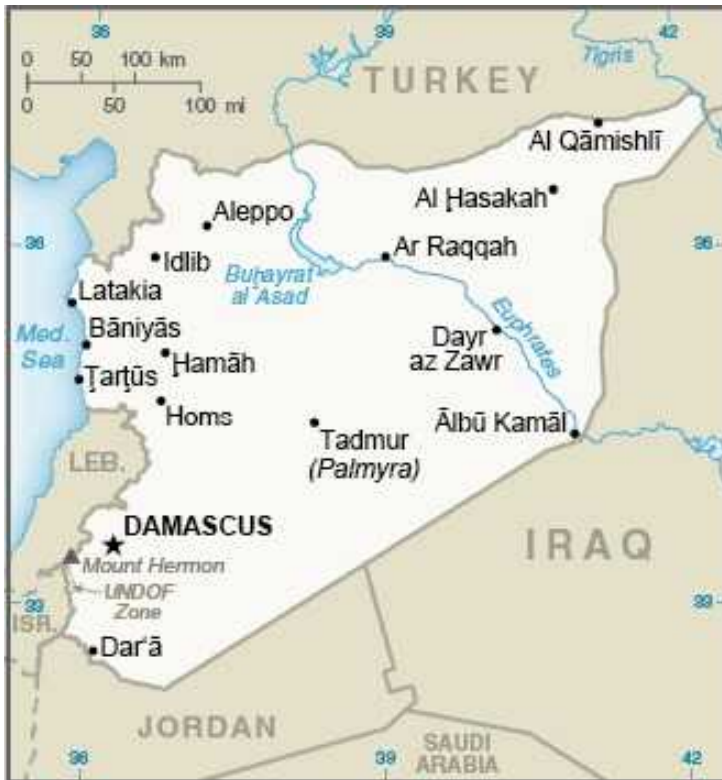 36
39
42
0 50 100 km
0 50 100 mi
Tigris
TURKEY
Al Qāmishlī
Al Ḩasakah
Aleppo
36
36
Idlib
Ar Raqqah
Buḩayrat
al Asad
Latakia
Euphrates
Med.
Sea
Bāniyās
Dayr
az Zawr
Ḩamāh
Ţarţūs
Homs
Ālbū Kamāl
Tadmur
(Palmyra)
LEB.
DAMASCUS
IRAQ
Mount Hermon
UNDOF
Zone
39
39
ISR.
Dar'ā
JORDAN
SAUDI
ARABIA
36
39
42